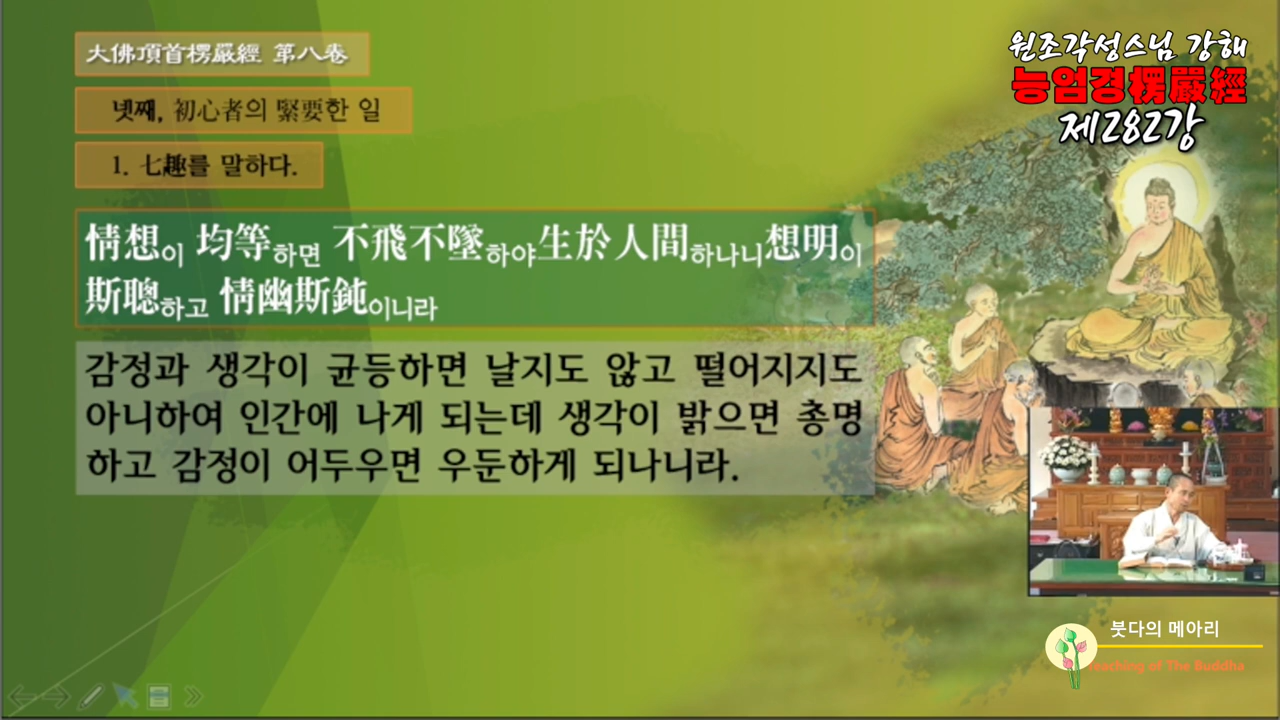 大佛頂首楞嚴經 第八卷
넷째, 初心者의 緊要한 일
1. 七趣를 말하다.
情想이 均等하면 不飛不墜하야生於人間하나니想明이
斯聰하고 情幽斯鈍이니라
감정과 생각이 균등하면 날지도 않고 떨어지지도
아니하여 인간에 나게 되는데 생각이 밝으면 총명
하고 감정이 어두우면 우둔하게 되나니라.
원조각성스님 강해
능엄경楞嚴經
제282강
붓다의 메아리
Teaching of The Buddha